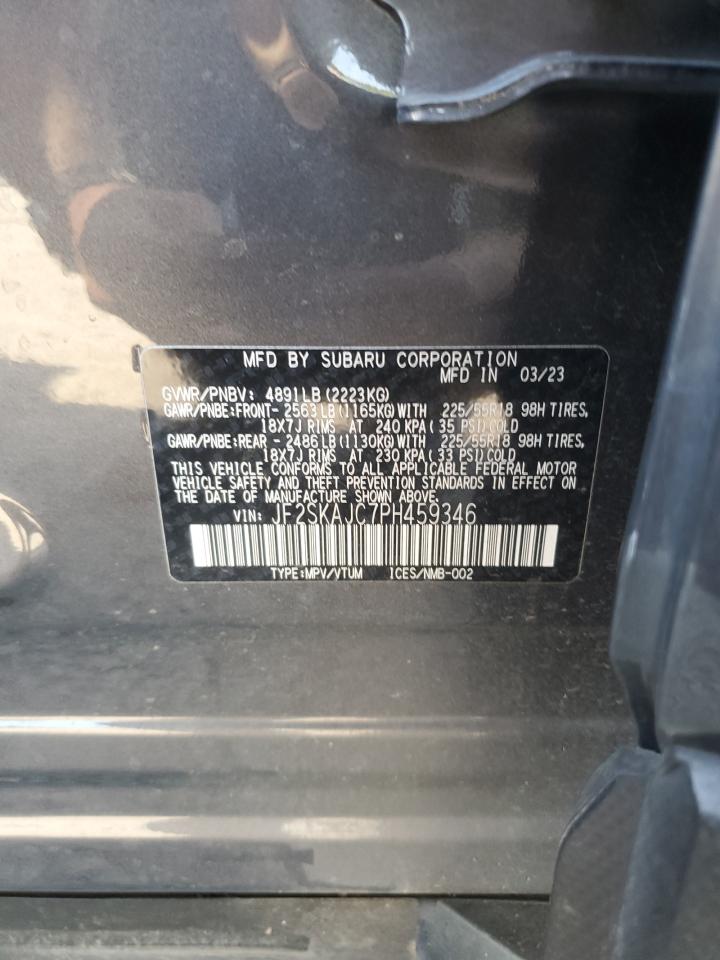 MFD BY SUBARU CORPORATION
MFD IN 03/23
GVWR/PNBV: 4891LB(2223KG)
GAWR/PNBE:FRONT- 2563LB(1165KG)WITH 225/55R18 98H TIRES,
18X7J RIMS AT 240 KPA( 35 PSI)COLD
GAWR/PNBE:REAR - 2486LB(1130KG)WITH 225/55R18 98H TIRES,
18X7J RIMS AT 230 KPA( 33 PSI)COLD
THIS VEHICLE CONFORMS TO ALL APPLICABLE FEDERAL MOTOR
VEHICLE SAFETY AND THEFT PREVENTION STANDARDS IN EFFECT ON
THE DATE OF MANUFACTURE SHOWN ABOVE.
VIN: JF2SKAJC7PH459346
TYPE:MPV/VTUM ICES/NMB-002